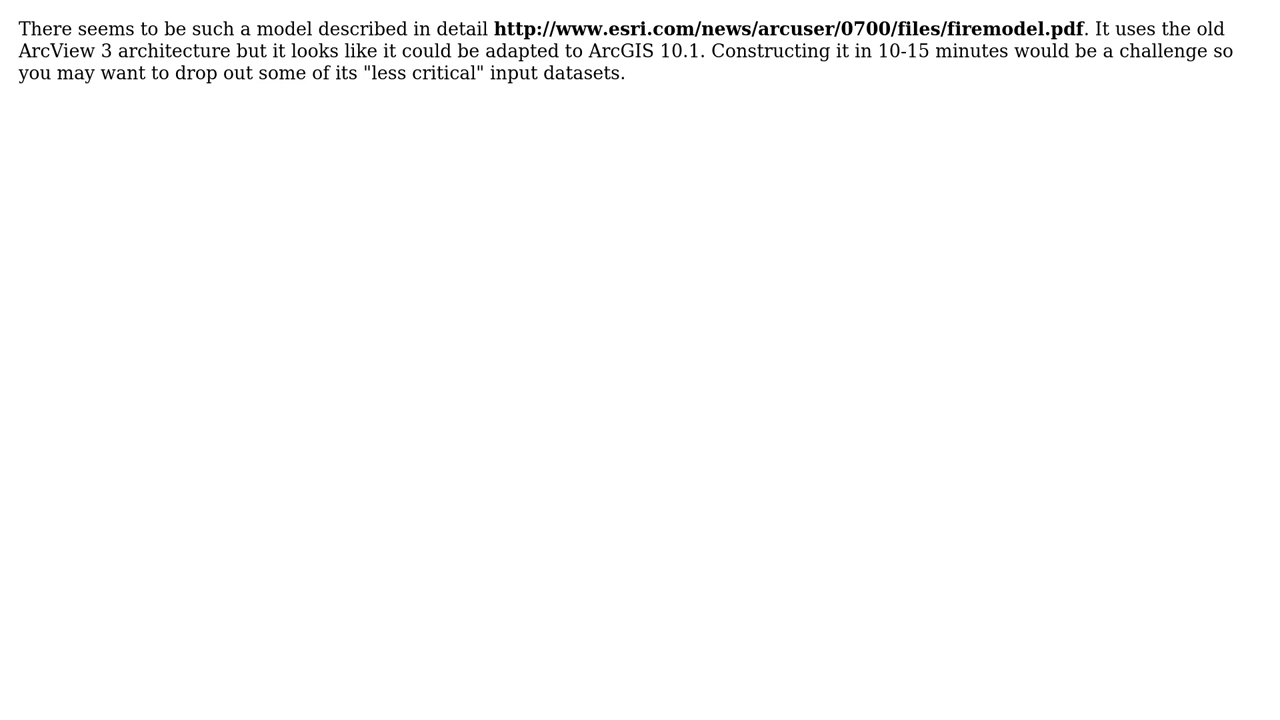 There seems to be such a model described in detail http://www.esri.com/news/arcuser/0700/files/firemodel.pdf. It uses the old
ArcView 3 architecture but it looks like it could be adapted to ArcGIS 10.1. Constructing it in 10-15 minutes would be a challenge so
you may want to drop out some of its "less critical" input datasets.